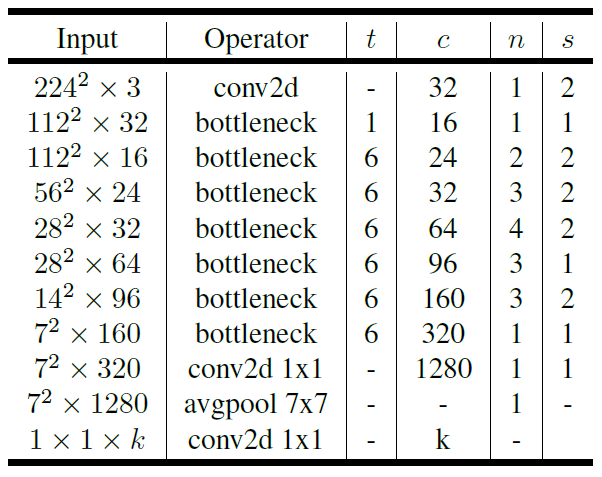 Input Operator t c n s
224² × 3 conv2d - 32 1 2
112² × 32 bottleneck 1 16 1 1
112² × 16 bottleneck 6 24 2 2
56² × 24 bottleneck 6 32 3 2
28² × 32 bottleneck 6 64 4 2
28² × 64 bottleneck 6 96 3 1
14² × 96 bottleneck 6 160 3 2
7² × 160 bottleneck 6 320 1 1
7² × 320 conv2d 1x1 - 1280 1 1
7² × 1280 avgpool 7x7 - - 1 -
1 × 1 × k conv2d 1x1 - k -